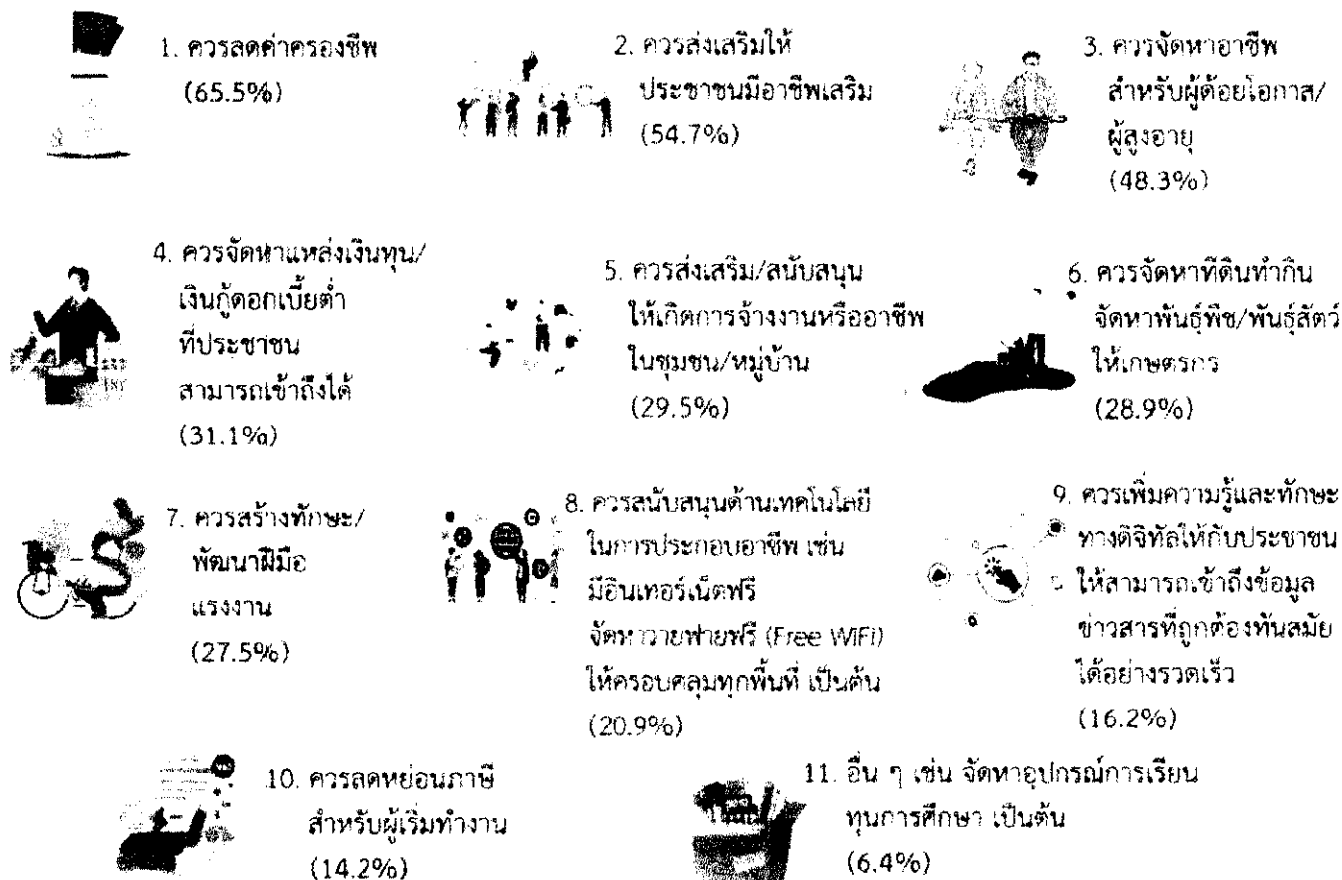 1. ควรลดค่าครองชีพ
(65.5%)
2. ควรส่งเสริมให้
ประชาชนมีอาชีพเสริม
(54.7%)
3. ควรจัดหาอาชีพ
สำหรับผู้ด้อยโอกาส/
ผู้สูงอายุ
(48.3%)
4. ควรจัดหาแหล่งเงินทุน/
เงินกู้ดอกเบี้ยต่ำ
ที่ประชาชน
สามารถเข้าถึงได้
(31.1%)
5. ควรส่งเสริม/สนับสนุน
ให้เกิดการจ้างงานหรืออาชีพ
ในชุมชน/หมู่บ้าน
(29.5%)
6. ควรจัดหาที่ดินทำกิน
จัดหาพันธุ์พืช/พันธุ์สัตว์
ให้เกษตรกร
(28.9%)
7. ควรสร้างทักษะ/
พัฒนาฝีมือ
แรงงาน
(27.5%)
8. ควรสนับสนุนด้านเทคโนโลยี
ในการประกอบอาชีพ เช่น
มีอินเทอร์เน็ตฟรี
จัดหาวายฟายฟรี (Free WiFi)
ให้ครอบคลุมทุกพื้นที่ เป็นต้น
(20.9%)
9. ควรเพิ่มความรู้และทักษะ
ทางดิจิทัลให้กับประชาชน
ให้สามารถเข้าถึงข้อมูล
ข่าวสารที่ถูกต้องทันสมัย
ได้อย่างรวดเร็ว
(16.2%)
10. ควรลดหย่อนภาษี
สำหรับผู้เริ่มทำงาน
(14.2%)
11. อื่น ๆ เช่น จัดหาอุปกรณ์การเรียน
ทุนการศึกษา เป็นต้น
(6.4%)